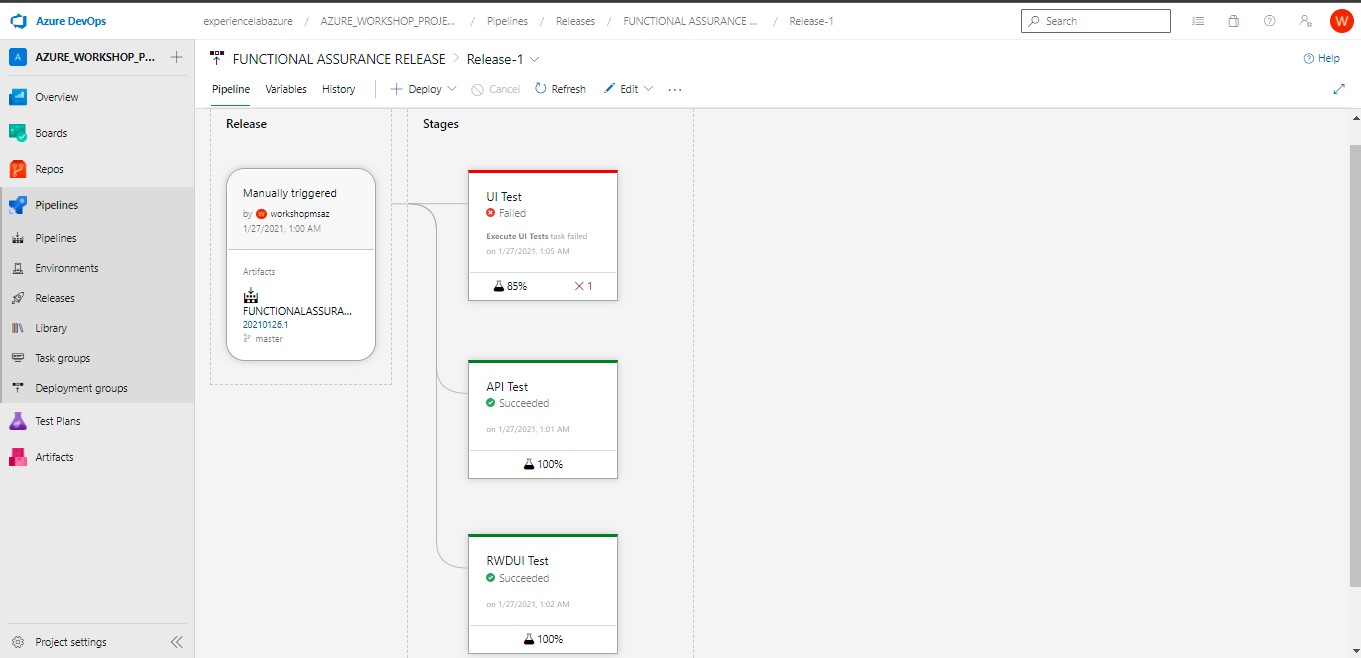 Azure DevOps
experiencelabazure / AZURE_WORKSHOP_PROJE... / Pipelines / Releases / FUNCTIONAL ASSURANCE ... / Release-1
Search
W
A AZURE_WORKSHOP_P...
Overview
Boards
Repos
Pipelines
Pipelines
Environments
Releases
Library
Task groups
Deployment groups
Test Plans
Artifacts
Project settings
FUNCTIONAL ASSURANCE RELEASE > Release-1
Help
Pipeline Variables History + Deploy Cancel Refresh Edit ...
Release
Manually triggered
by W workshopmsaz
1/27/2021, 1:00 AM
Artifacts
FUNCTIONALASSURA...
20210126.1
master
Stages
UI Test
Failed
Execute UI Tests task failed
on 1/27/2021, 1:05 AM
85% 1
API Test
Succeeded
on 1/27/2021, 1:01 AM
100%
RWDUI Test
Succeeded
on 1/27/2021, 1:02 AM
100%